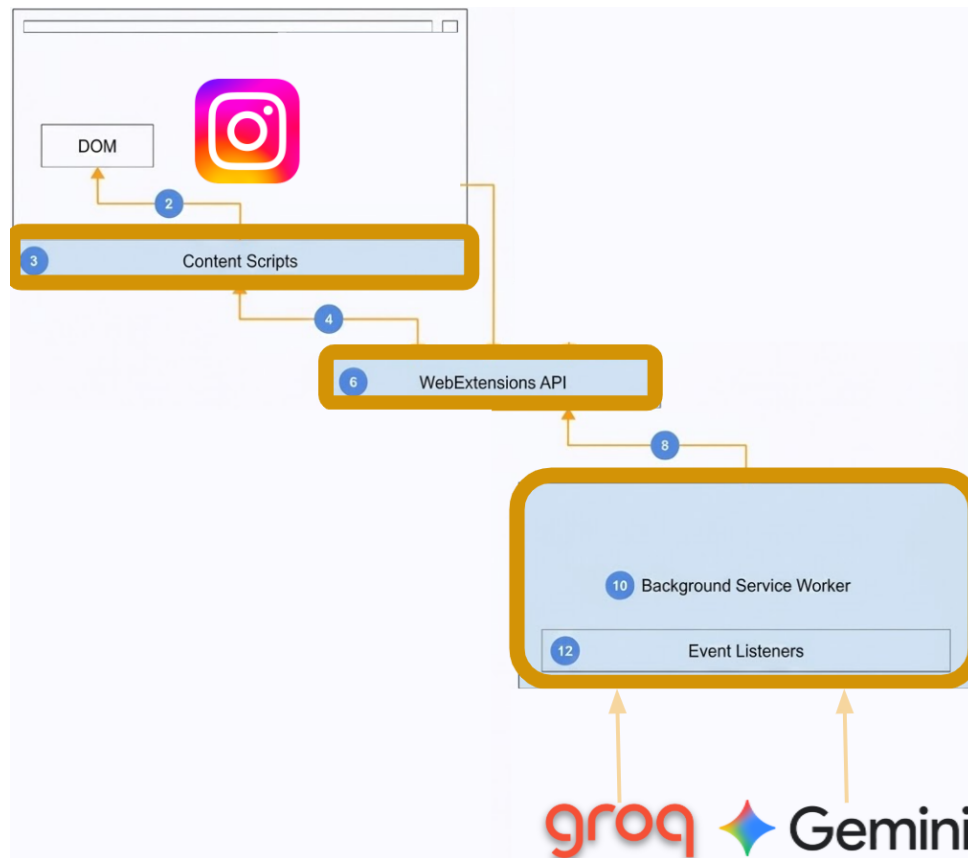 DOM
2
3 Content Scripts
4
6 WebExtensions API
8
10 Background Service Worker
12 Event Listeners
groq Gemini